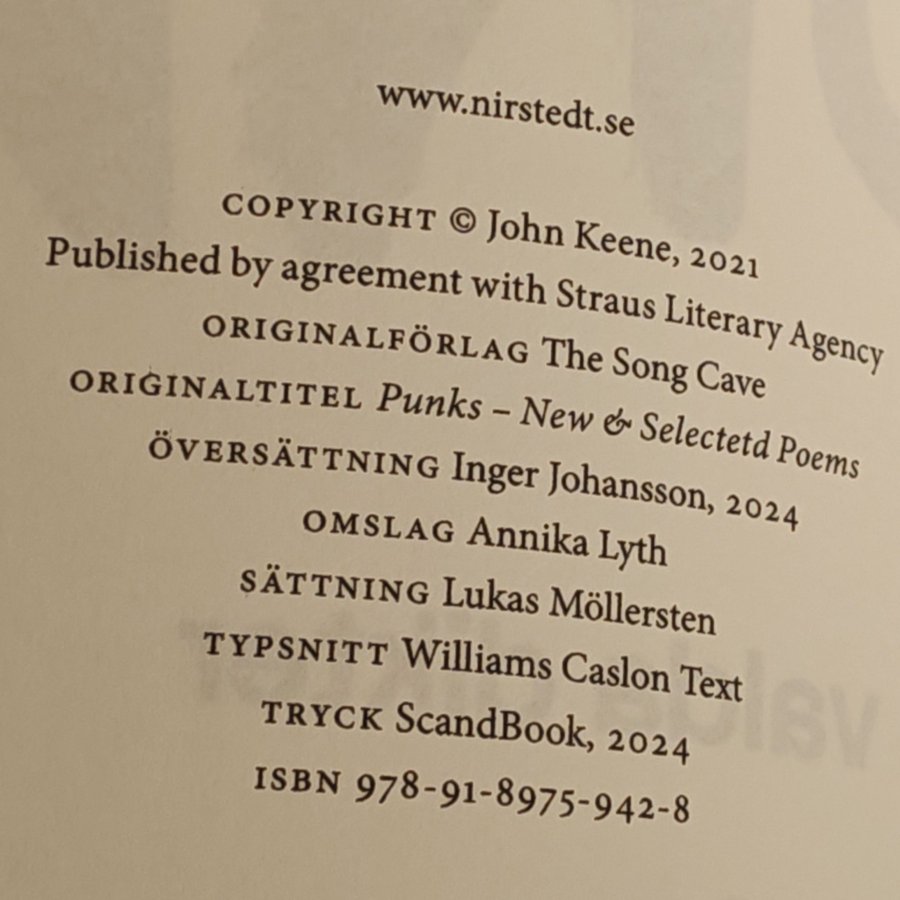 www.nirstedt.se
COPYRIGHT © John Keene, 2021
Published by agreement with Straus Literary Agency
ORIGINALFÖRLAG The Song Cave
ORIGINALTITEL Punks – New & Selectetd Poems
ÖVERSÄTTNING Inger Johansson, 2024
OMSLAG Annika Lyth
SÄTTNING Lukas Möllersten
TYPSNITT Williams Caslon Text
TRYCK ScandBook, 2024
ISBN 978-91-8975-942-8